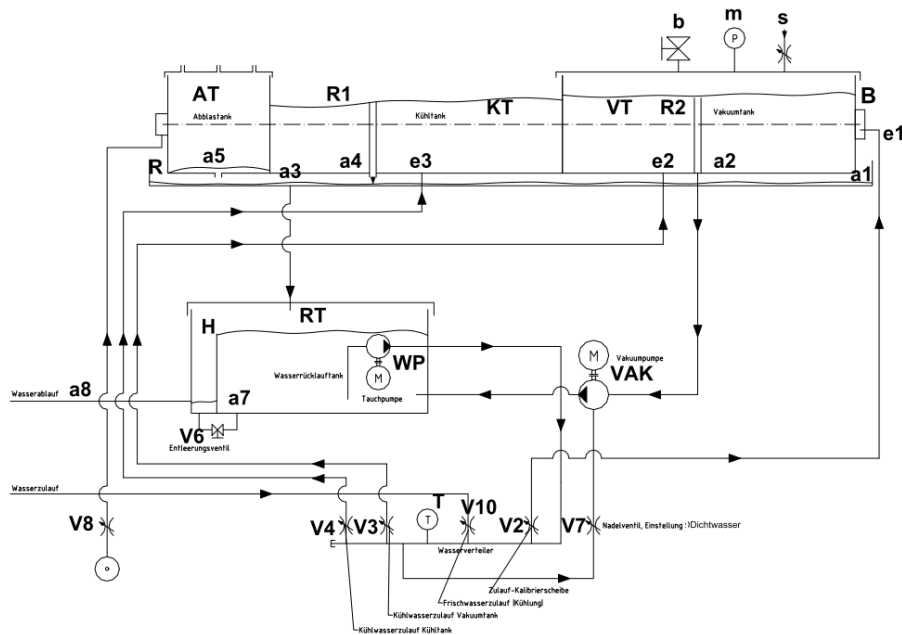 b
m
s
P
AT
Abblastank
R1
Kühltank
KT
VT
R2
Vakuumtank
B
e1
R
a5
a3
a4
e3
e2
a2
a1
H
RT
WP
M
Wasserrücklauftank
Tauchpumpe
M
Vakuumpumpe
VAK
Wasserablauf
a8
a7
V6
Entleerungsventil
Wasserzulauf
V8
V4
V3
T
T
V10
V2
V7
Nadelventil, Einstellung :>Dichtwasser
Wasserverteiler
Zulauf-Kalibrierscheibe
Frischwasserzulauf (Kühlung)
Kühlwasserzulauf Vakuumtank
Kühlwasserzulauf Kühltank